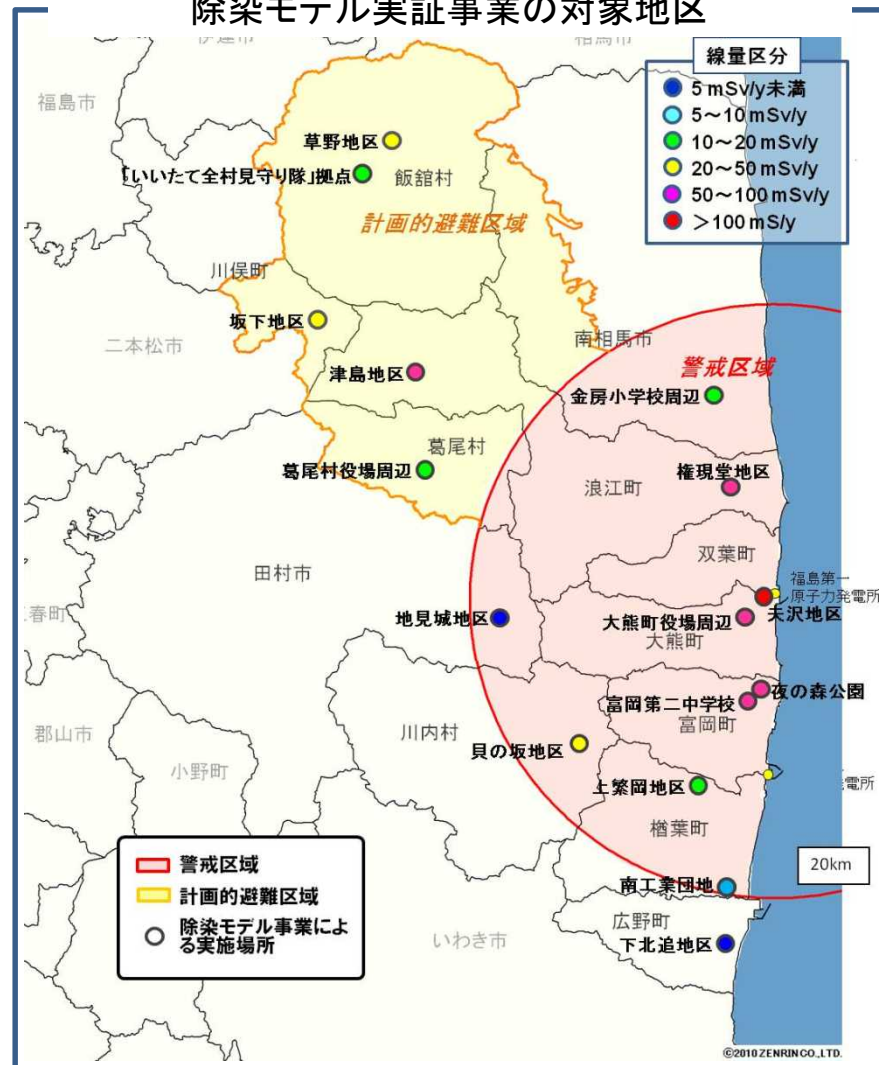 除染モデル実証事業の対象地区
伊達市
相馬市
福島市
線量区分
5 mSv/y未満
5～10 mSv/y
10～20 mSv/y
20～50 mSv/y
50～100 mSv/y
＞100 mS/y
草野地区
「いいたて全村見守り隊」拠点
飯舘村
計画的避難区域
川俣町
坂下地区
二本松市
南相馬市
津島地区
警戒区域
金房小学校周辺
葛尾村
葛尾村役場周辺
権現堂地区
浪江町
双葉町
田村市
福島第一
原子力発電所
春町
地見城地区
大熊町役場周辺
夫沢地区
大熊町
夜の森公園
富岡第二中学校
富岡町
郡山市
川内村
貝の坂地区
小野町
上繁岡地区
電所
楢葉町
警戒区域
計画的避難区域
除染モデル事業によ
る実施場所
20km
南工業団地
広野町
いわき市
下北迫地区
©2010 ZENRIN CO.,LTD.